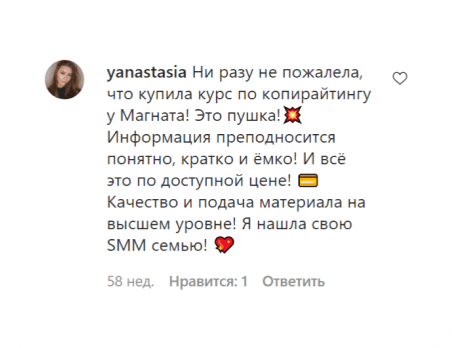 yanastasia Ни разу не пожалела,
что купила курс по копирайтингу
у Магната! Это пушка!💥
Информация преподносится
понятно, кратко и ёмко! И всё
это по доступной цене! 💳
Качество и подача материала на
высшем уровне! Я нашла свою
SMM семью! 💖
58 нед. Нравится: 1 Ответить